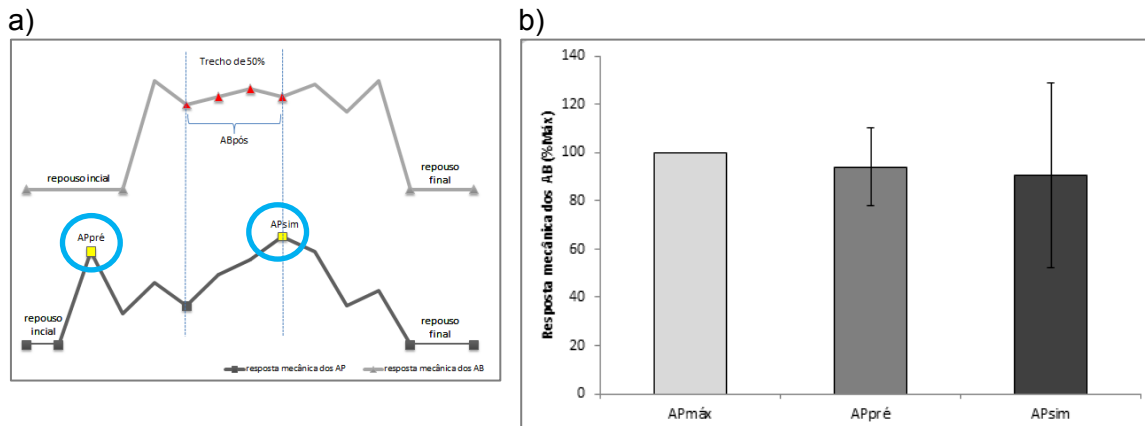 a)
Trecho de 50%
ABpós
repouso incial
repouso
final
APpré
APsim
repouso
incial
repouso
final
resposta mecânica dos AP
resposta mecânica dos AB
b)
Resposta mecânica dos AB (%Máx)
140
120
100
80
60
40
20
0
APmáx
APpré
APsim